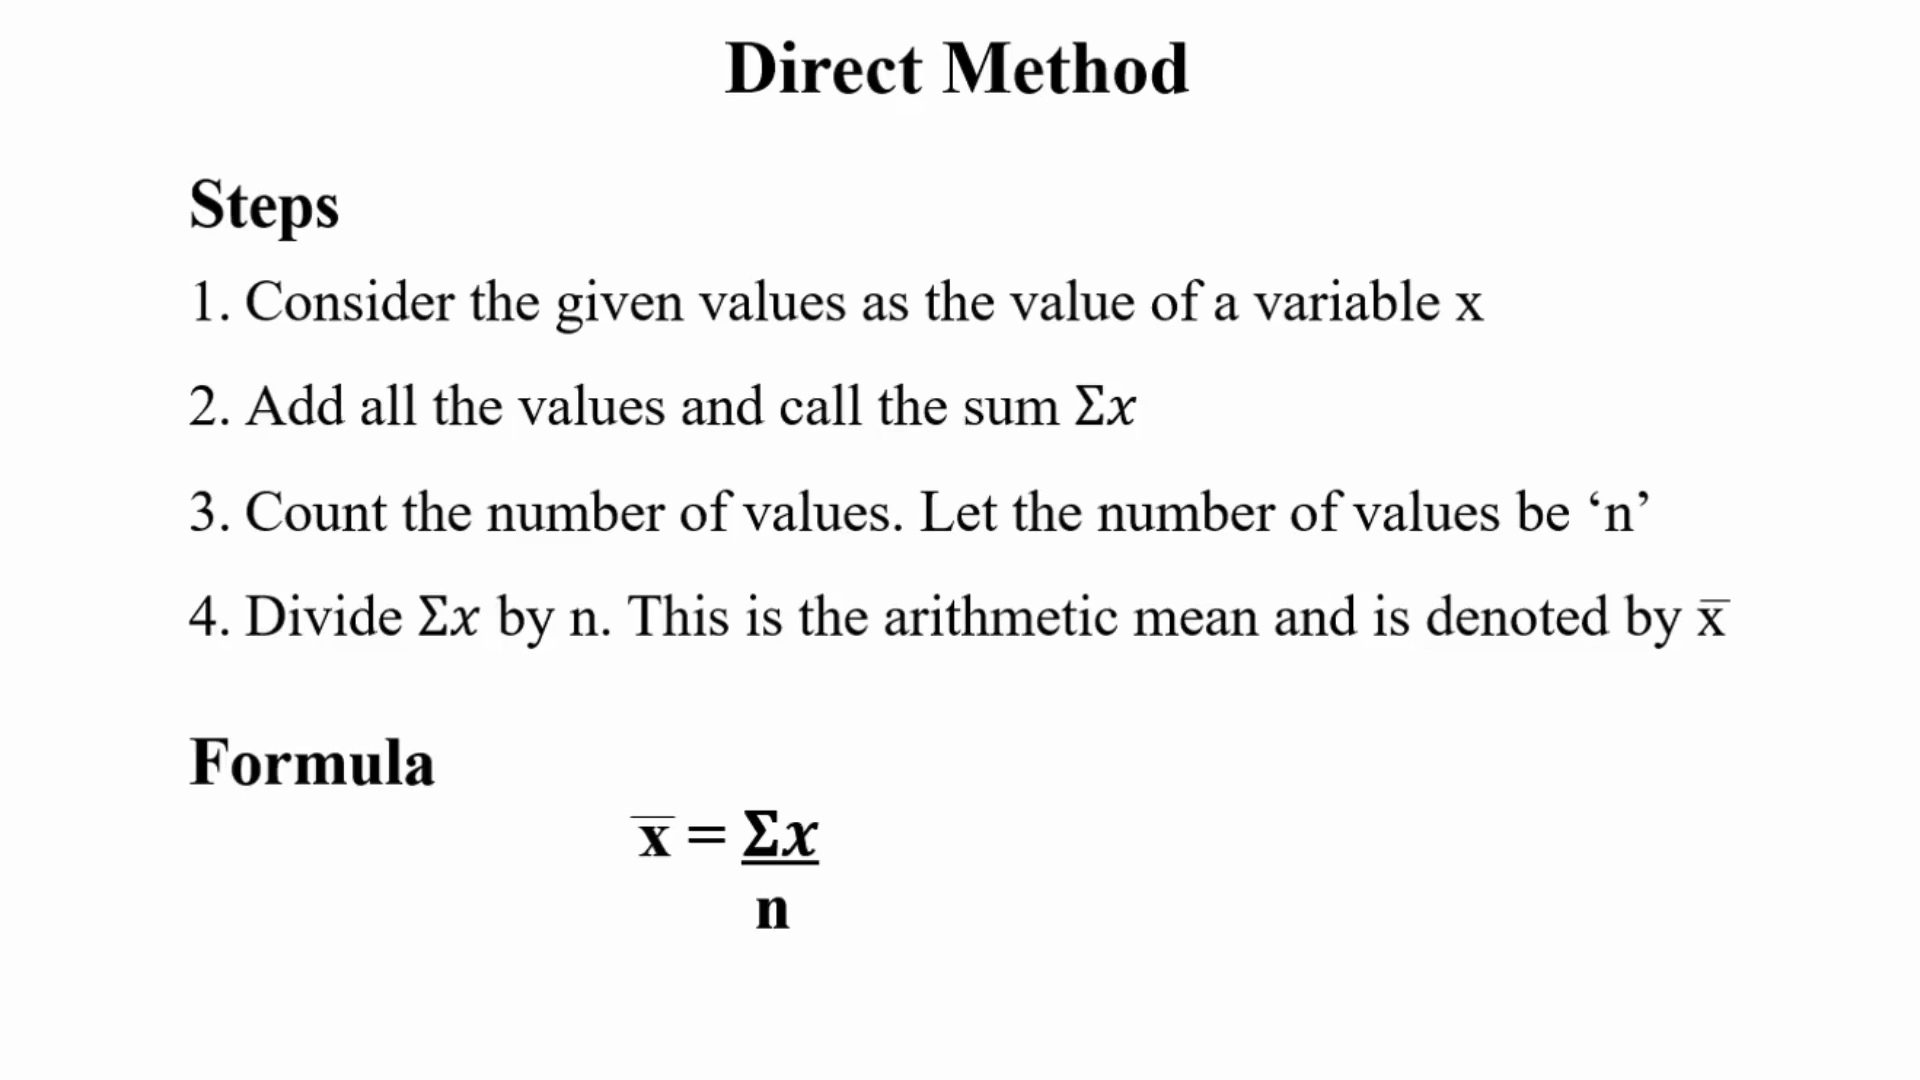 Direct Method
Steps
1. Consider the given values as the value of a variable x
2. Add all the values and call the sum Σx
3. Count the number of values. Let the number of values be ‘n’
4. Divide Σx by n. This is the arithmetic mean and is denoted by x̅
Formula
x̅ = Σx
n